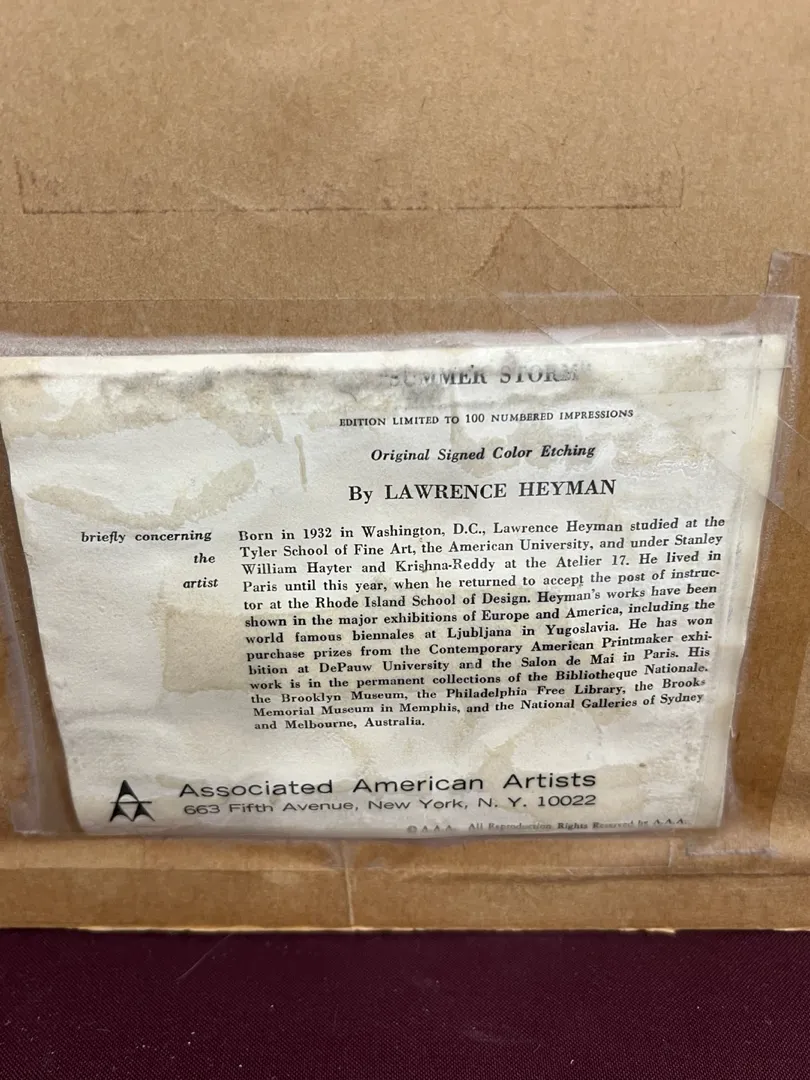 "SUMMER STORM"
EDITION LIMITED TO 100 NUMBERED IMPRESSIONS
Original Signed Color Etching
By LAWRENCE HEYMAN
briefly concerning
the
artist
Born in 1932 in Washington, D.C., Lawrence Heyman studied at the
Tyler School of Fine Art, the American University, and under Stanley
William Hayter and Krishna-Reddy at the Atelier 17. He lived in
Paris until this year, when he returned to accept the post of instruc-
tor at the Rhode Island School of Design. Heyman's works have been
shown in the major exhibitions of Europe and America, including the
world famous biennales at Ljubljana in Yugoslavia. He has won
purchase prizes from the Contemporary American Printmaker exhi-
bition at DePauw University and the Salon de Mai in Paris. His
work is in the permanent collections of the Bibliotheque Nationale,
the Brooklyn Museum, the Philadelphia Free Library, the Brooks
Memorial Museum in Memphis, and the National Galleries of Sydney
and Melbourne, Australia.
Associated American Artists
663 Fifth Avenue, New York, N. Y. 10022
© A.A.A. All Reproduction Rights Reserved by A.A.A.